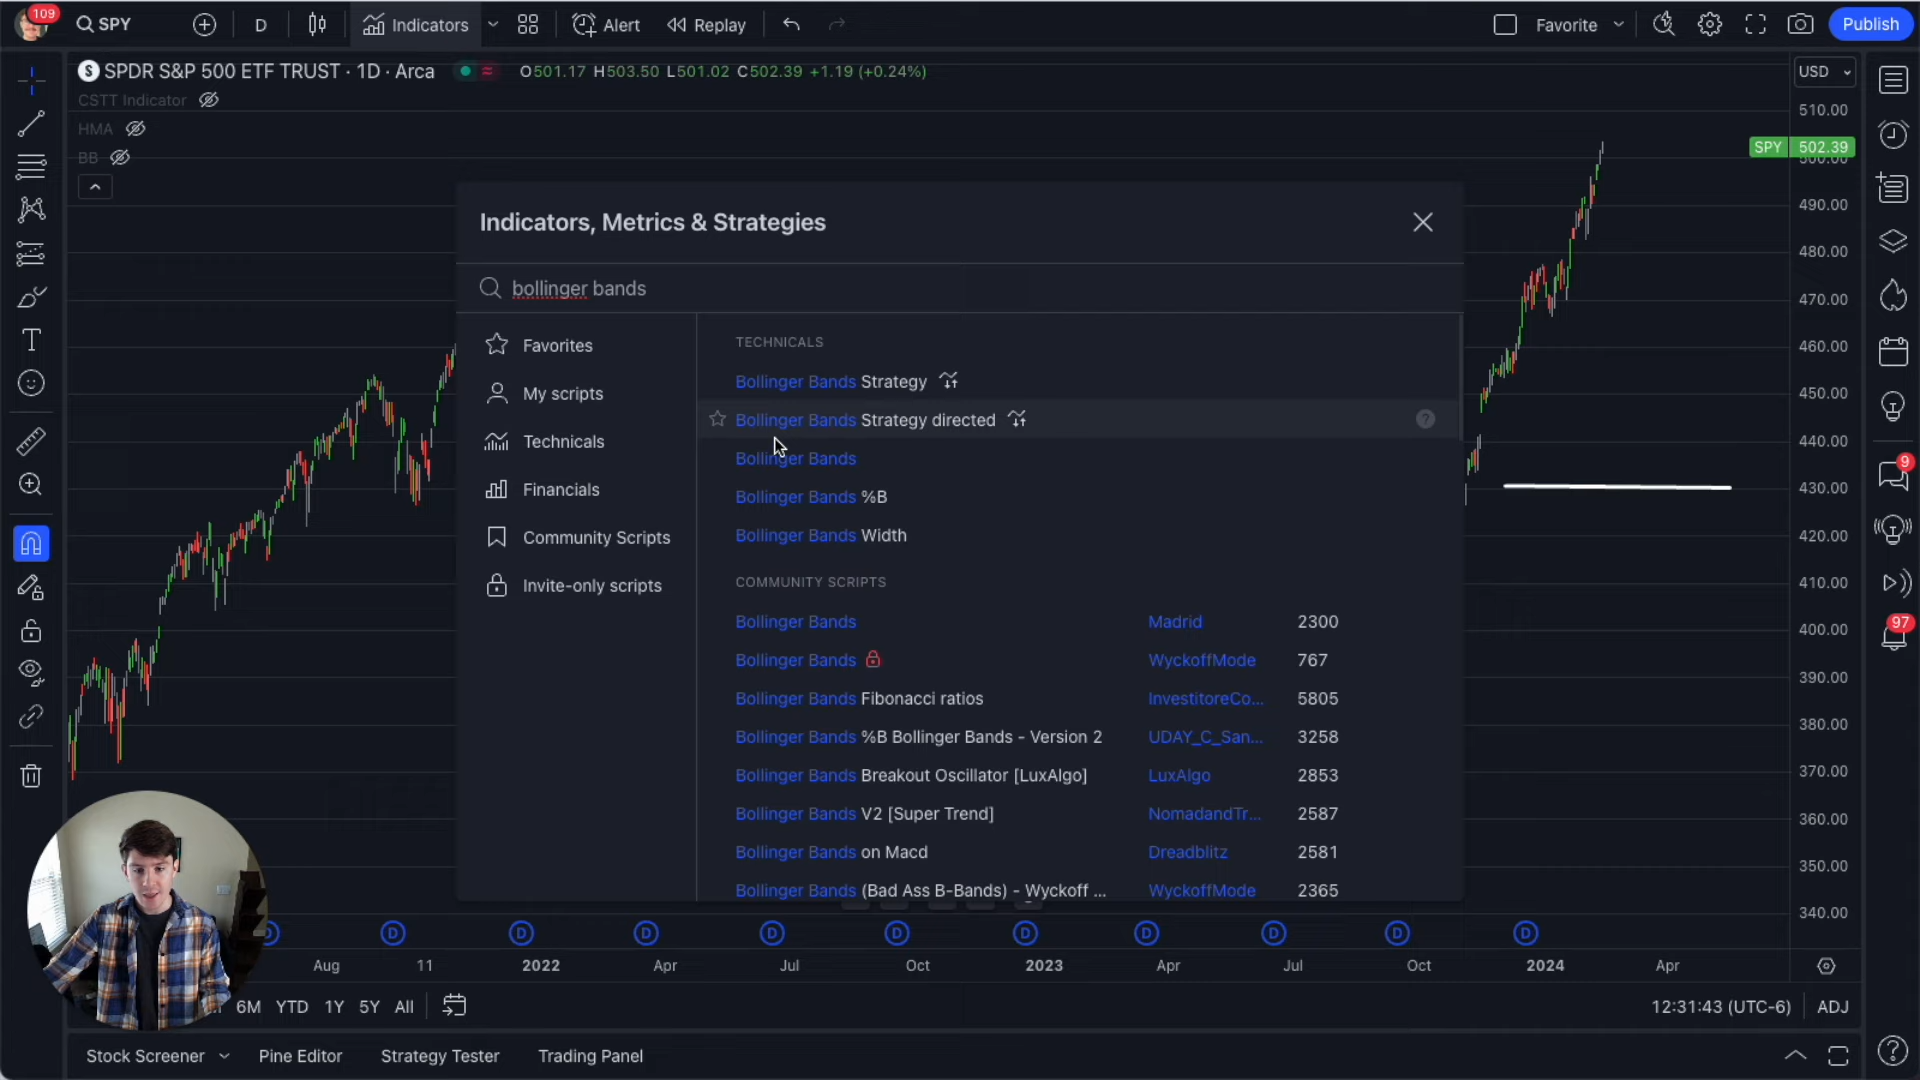 109
SPY
D
Indicators
Alert
Replay
Favorite
Publish
S SPDR S&P 500 ETF TRUST · 1D · Arca
O501.17 H503.50 L501.02 C502.39 +1.19 (+0.24%)
USD
CSTT Indicator
HMA
BB
510.00
SPY 502.39
500.00
490.00
480.00
470.00
460.00
450.00
440.00
430.00
420.00
410.00
400.00
390.00
380.00
370.00
360.00
350.00
340.00
Indicators, Metrics & Strategies
bollinger bands
Favorites
My scripts
Technicals
Financials
Community Scripts
Invite-only scripts
TECHNICALS
Bollinger Bands Strategy
Bollinger Bands Strategy directed
Bollinger Bands
Bollinger Bands %B
Bollinger Bands Width
COMMUNITY SCRIPTS
Bollinger Bands Madrid 2300
Bollinger Bands WyckoffMode 767
Bollinger Bands Fibonacci ratios InvestitoreCo... 5805
Bollinger Bands %B Bollinger Bands - Version 2 UDAY_C_San... 3258
Bollinger Bands Breakout Oscillator [LuxAlgo] LuxAlgo 2853
Bollinger Bands V2 [Super Trend] NomadandTr... 2587
Bollinger Bands on Macd Dreadblitz 2581
Bollinger Bands (Bad Ass B-Bands) - Wyckoff ... WyckoffMode 2365
9
97
D D D D D D D D D D D
Aug 11 2022 Apr Jul Oct 2023 Apr Jul Oct 2024 Apr
6M YTD 1Y 5Y All
12:31:43 (UTC-6) ADJ
Stock Screener Pine Editor Strategy Tester Trading Panel